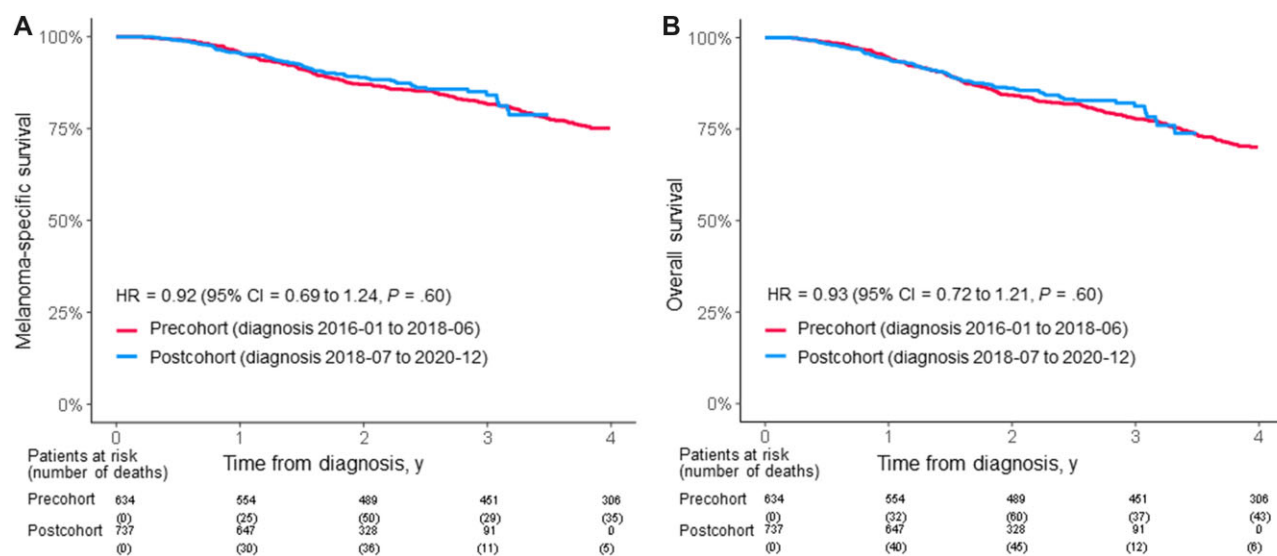 A
100%
75%
50%
25%
0%
Melanoma-specific survival
HR = 0.92 (95% CI = 0.69 to 1.24, P = .60)
Precohort (diagnosis 2016-01 to 2018-06)
Postcohort (diagnosis 2018-07 to 2020-12)
0 1 2 3 4
Time from diagnosis, y
Patients at risk
(number of deaths)
Precohort 634 554 489 451 306
(0) (25) (50) (29) (35)
Postcohort 737 647 328 91 0
(0) (30) (36) (11) (5)
B
100%
75%
50%
25%
0%
Overall survival
HR = 0.93 (95% CI = 0.72 to 1.21, P = .60)
Precohort (diagnosis 2016-01 to 2018-06)
Postcohort (diagnosis 2018-07 to 2020-12)
0 1 2 3 4
Time from diagnosis, y
Patients at risk
(number of deaths)
Precohort 634 554 489 451 306
(0) (32) (60) (37) (43)
Postcohort 737 647 328 91 0
(0) (40) (45) (12) (6)